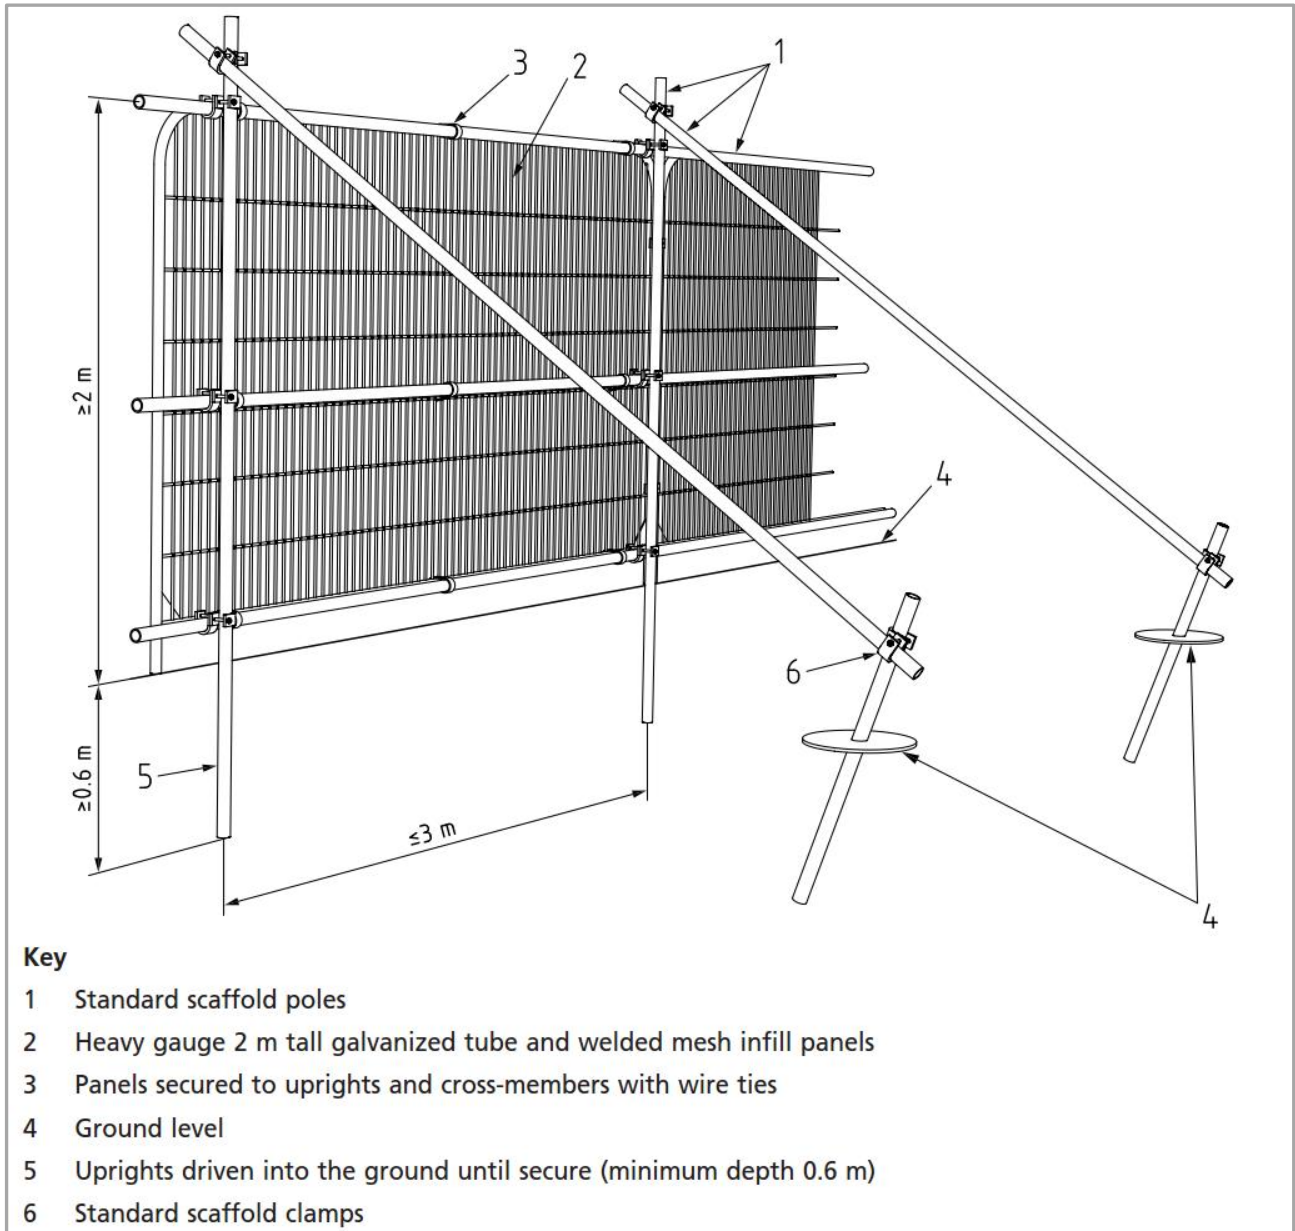 3
2
1
≥2 m
4
6
5
≥0.6 m
≤3 m
4
Key
1 Standard scaffold poles
2 Heavy gauge 2 m tall galvanized tube and welded mesh infill panels
3 Panels secured to uprights and cross-members with wire ties
4 Ground level
5 Uprights driven into the ground until secure (minimum depth 0.6 m)
6 Standard scaffold clamps